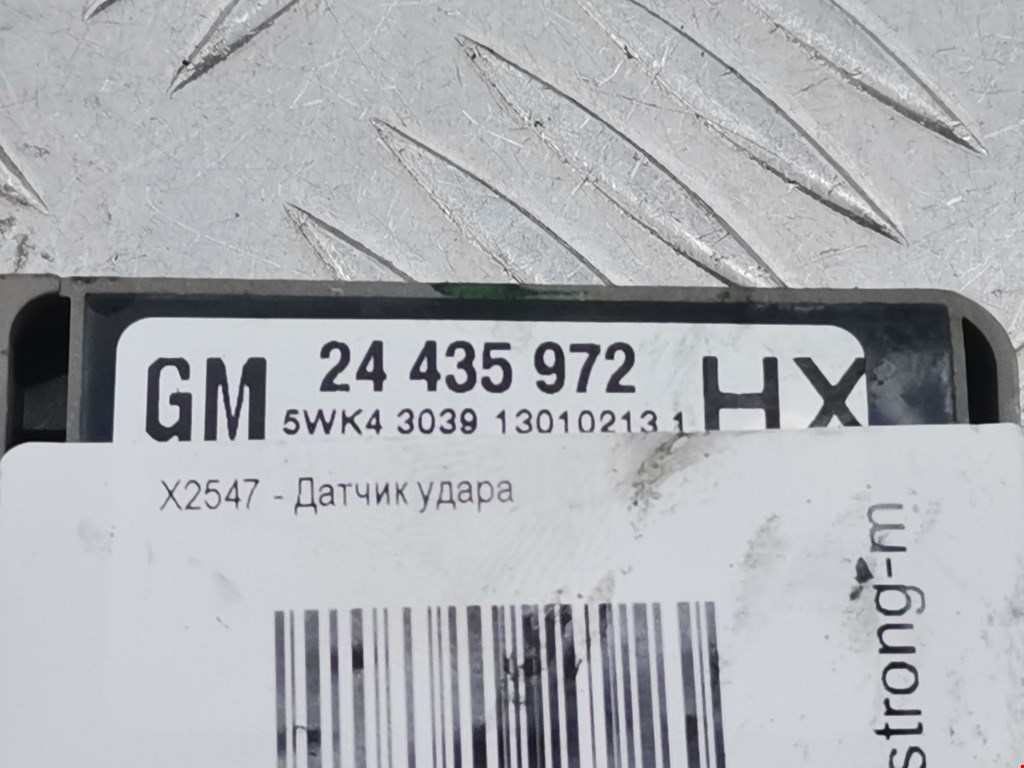 GM 24 435 972 HX
5WK4 3039 13010213 1
X2547 - Датчик удара
strong-m